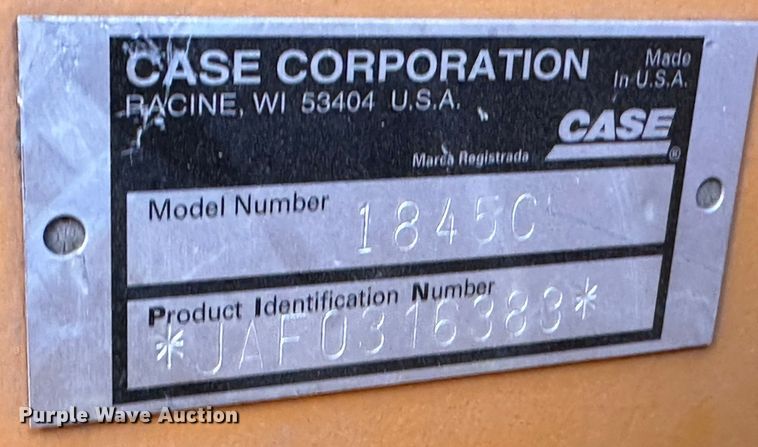 CASE CORPORATION
RACINE, WI 53404 U.S.A.
Made
In U.S.A.
CASE
®
Marca Registrada
Model Number 1845C
Product Identification Number
*JAF0316383*
Purple Wave Auction